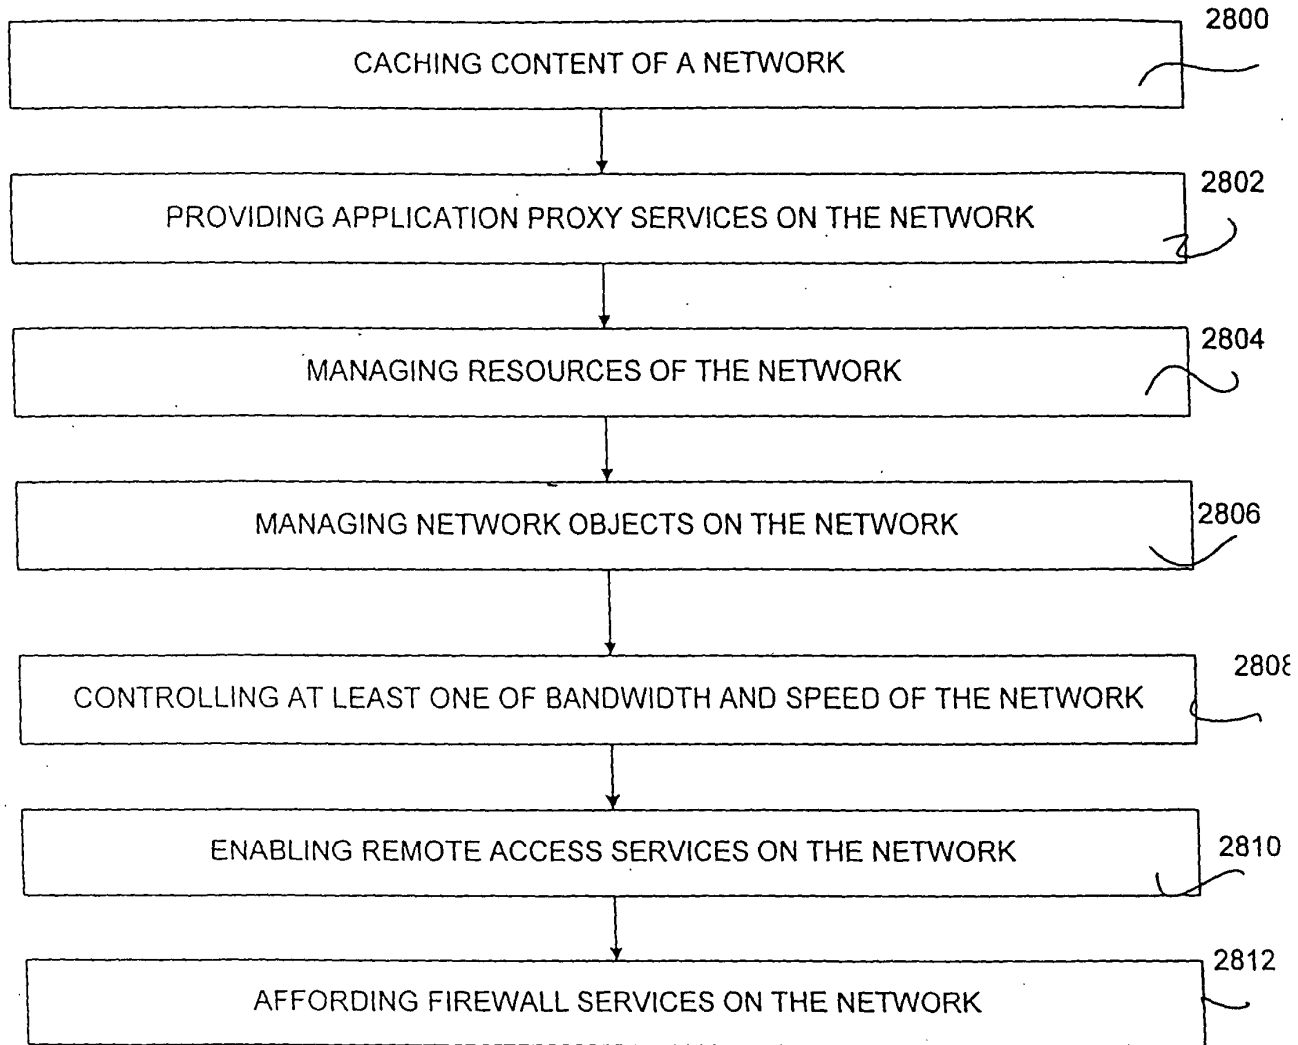 2800
CACHING CONTENT OF A NETWORK
2802
PROVIDING APPLICATION PROXY SERVICES ON THE NETWORK
2804
MANAGING RESOURCES OF THE NETWORK
2806
MANAGING NETWORK OBJECTS ON THE NETWORK
2808
CONTROLLING AT LEAST ONE OF BANDWIDTH AND SPEED OF THE NETWORK
2810
ENABLING REMOTE ACCESS SERVICES ON THE NETWORK
2812
AFFORDING FIREWALL SERVICES ON THE NETWORK